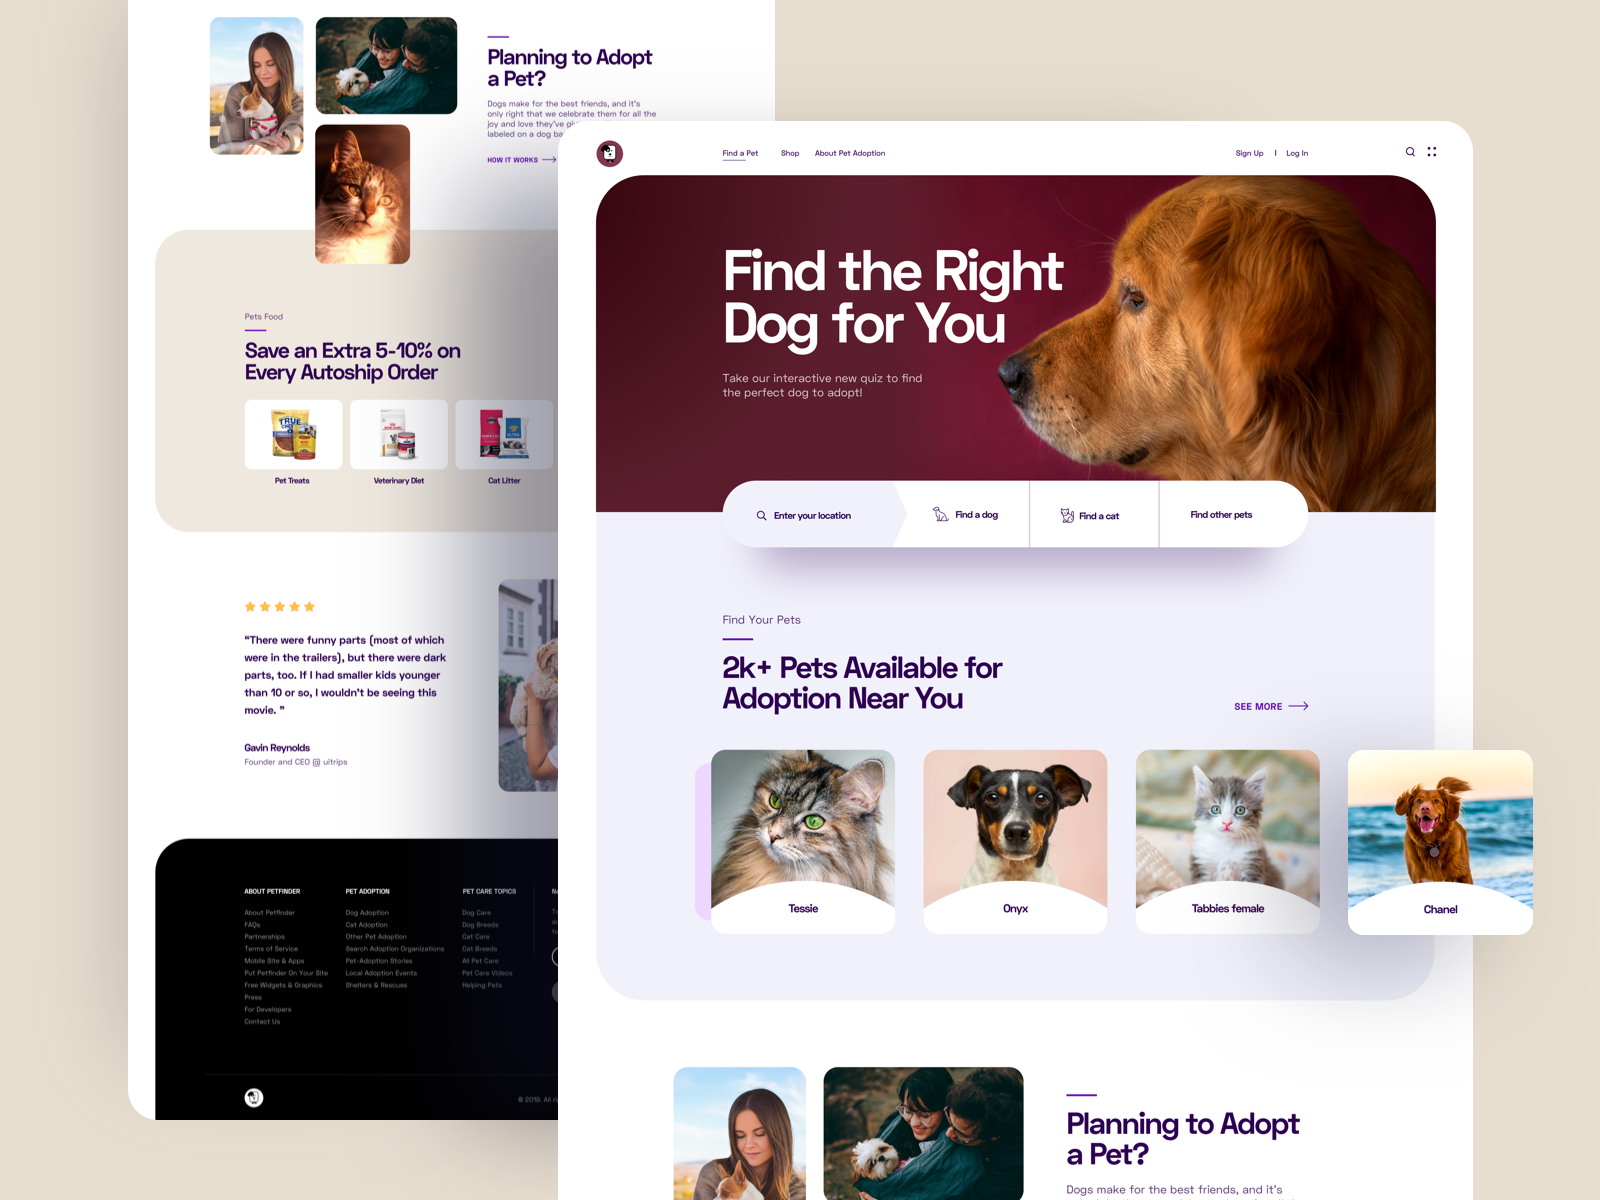 Planning to Adopt
a Pet?
Dogs make for the best friends, and it's
only right that we celebrate them for all the
joy and love they've
labeled on a dog
HOW IT WORKS
Pets Food
Save an Extra 5-10% on
Every Autoship Order
TRUE
ULTRA
Pet Treats
Veterinary Diet
Cat Litter
"There were funny parts (most of which
were in the trailers), but there were dark
parts, too. If I had smaller kids younger
than 10 or so, I wouldn't be seeing this
movie. "
Gavin Reynolds
Founder and CEO @ uitrips
ABOUT PETFINDER
About Petfinder
FAQs
Partnerships
Terms of Service
Mobile Site & Apps
Put Petfinder On Your Site
Free Widgets & Graphics
Press
For Developers
Contact Us
PET ADOPTION
Dog Adoption
Cat Adoption
Other Pet Adoption
Search Adoption Organizations
Pet-Adoption Stories
Local Adoption Events
Shelters & Rescues
PET CARE TOPICS
Dog Care
Dog Breeds
Cat Care
Cat Breeds
All Pet Care
Pet Care Videos
Helping Pets
© 2019. All
Find a Pet
Shop
About Pet Adoption
Sign Up | Log In
Find the Right
Dog for You
Take our interactive new quiz to find
the perfect dog to adopt!
Enter your location
Find a dog
Find a cat
Find other pets
Find Your Pets
2k+ Pets Available for
Adoption Near You
SEE MORE
Tessie
Onyx
Tabbies female
Chanel
Planning to Adopt
a Pet?
Dogs make for the best friends, and it's